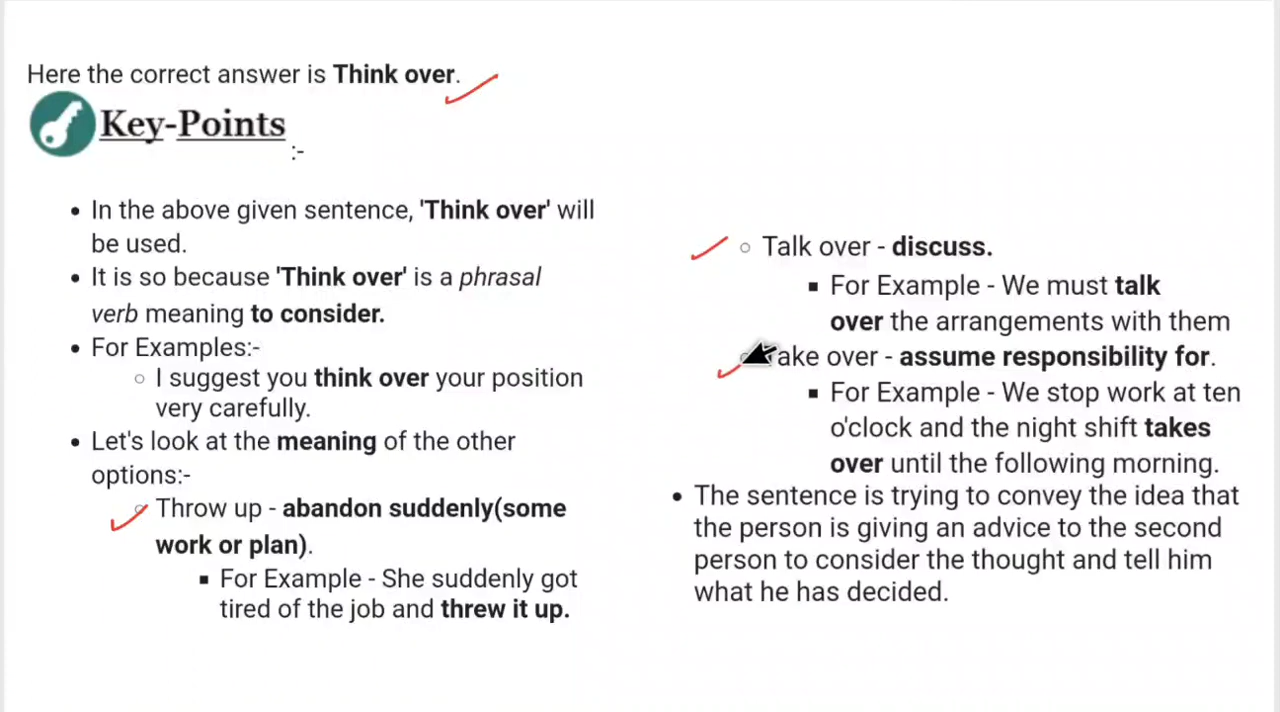 Here the correct answer is Think over.
Key-Points
:-
• In the above given sentence, 'Think over' will
be used.
• It is so because 'Think over' is a phrasal
verb meaning to consider.
• For Examples:-
○ I suggest you think over your position
very carefully.
• Let's look at the meaning of the other
options:-
○ Throw up - abandon suddenly(some
work or plan).
▪ For Example - She suddenly got
tired of the job and threw it up.
○ Talk over - discuss.
▪ For Example - We must talk
over the arrangements with them
ake over - assume responsibility for.
▪ For Example - We stop work at ten
o'clock and the night shift takes
over until the following morning.
• The sentence is trying to convey the idea that
the person is giving an advice to the second
person to consider the thought and tell him
what he has decided.